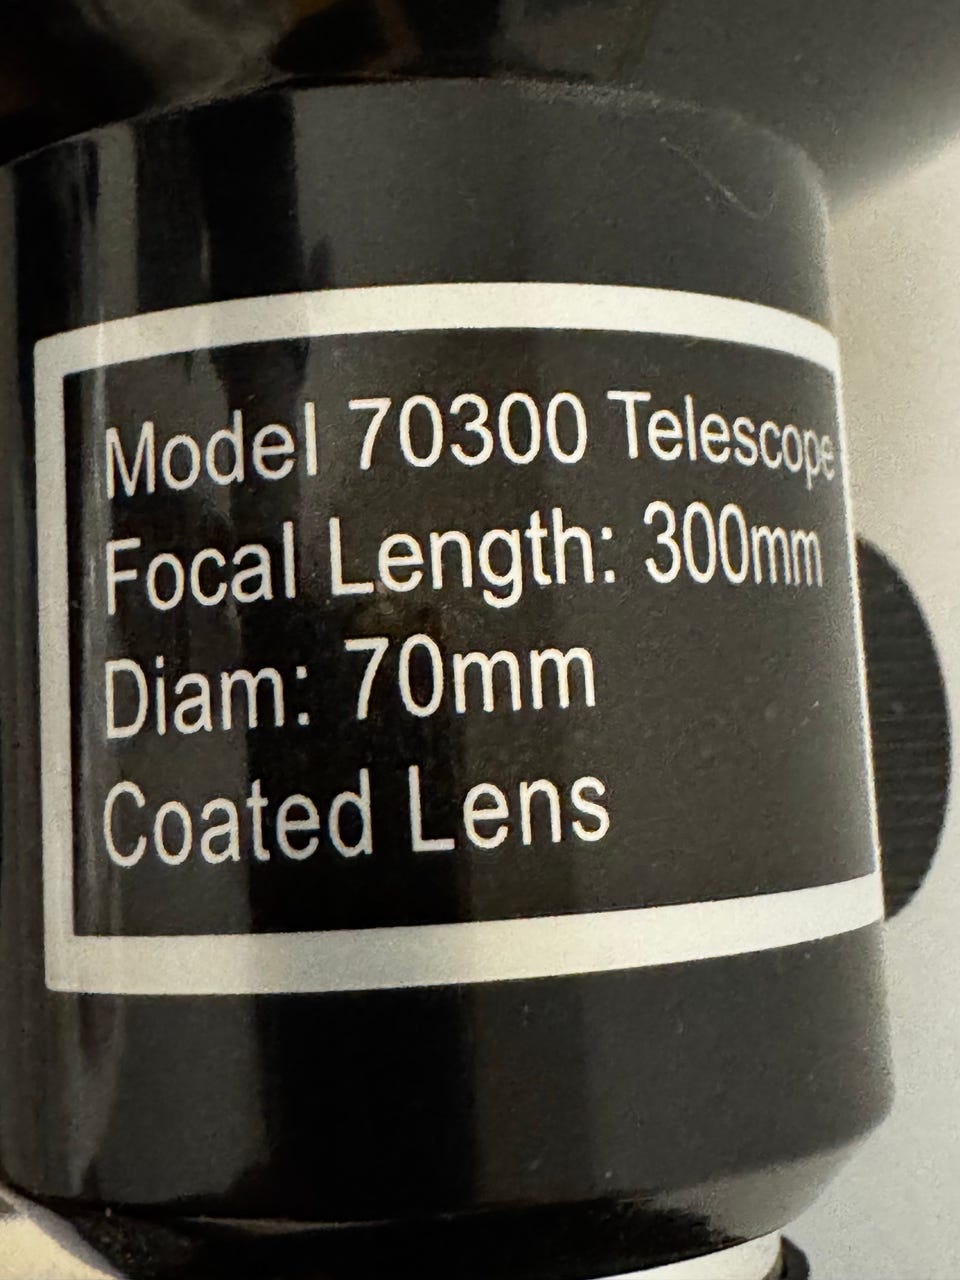 Model 70300 Telescope
Focal Length: 300mm
Diam: 70mm
Coated Lens